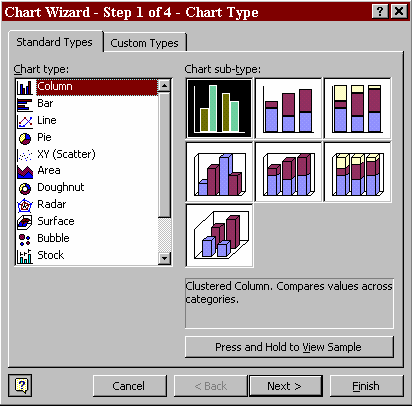 Chart Wizard - Step 1 of 4 - Chart Type
Standard Types
Custom Types
Chart type:
Column
Bar
Line
Pie
XY (Scatter)
Area
Doughnut
Radar
Surface
Bubble
Stock
Chart sub-type:
Clustered Column. Compares values across
categories.
Press and Hold to View Sample
Cancel
< Back
Next >
Finish